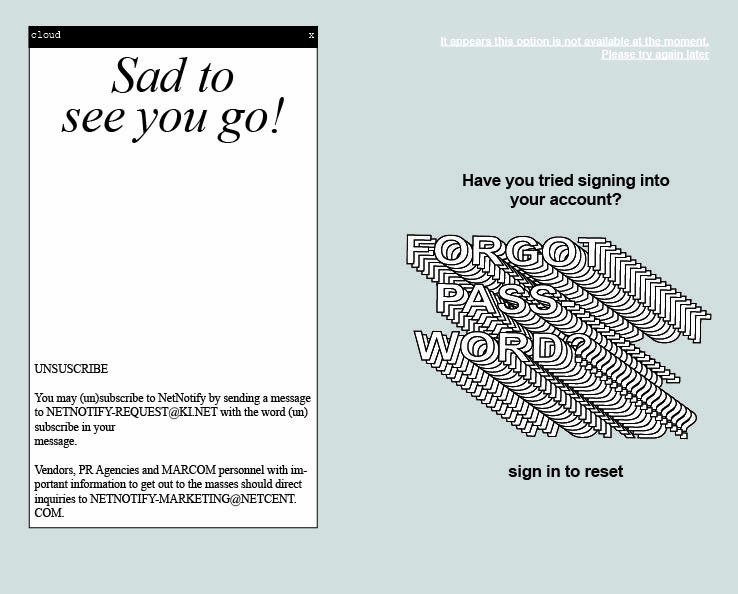 cloud x
Sad to
see you go!
UNSUSCRIBE
You may (un)subscribe to NetNotify by sending a message
to NETNOTIFY-REQUEST@KI.NET with the word (un)
subscribe in your
message.
Vendors, PR Agencies and MARCOM personnel with im-
portant information to get out to the masses should direct
inquiries to NETNOTIFY-MARKETING@NETCENT.
COM.
It appears this option is not available at the moment.
Please try again later
Have you tried signing into
your account?
FORGOT
PASS-
WORD?
sign in to reset